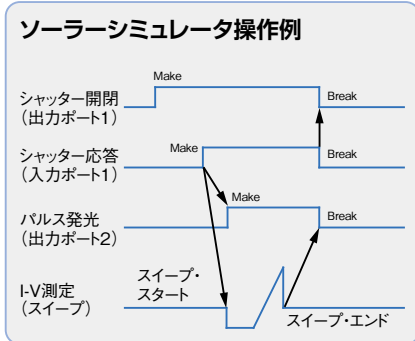 ソーラーシミュレータ操作例
Make
シャッター開閉
（出力ポート1）
Break
シャッター応答
（入力ポート1）
Make
Break
Make
パルス発光
（出力ポート2）
Break
I-V測定
（スイープ）
スイープ・
スタート
スイープ・エンド